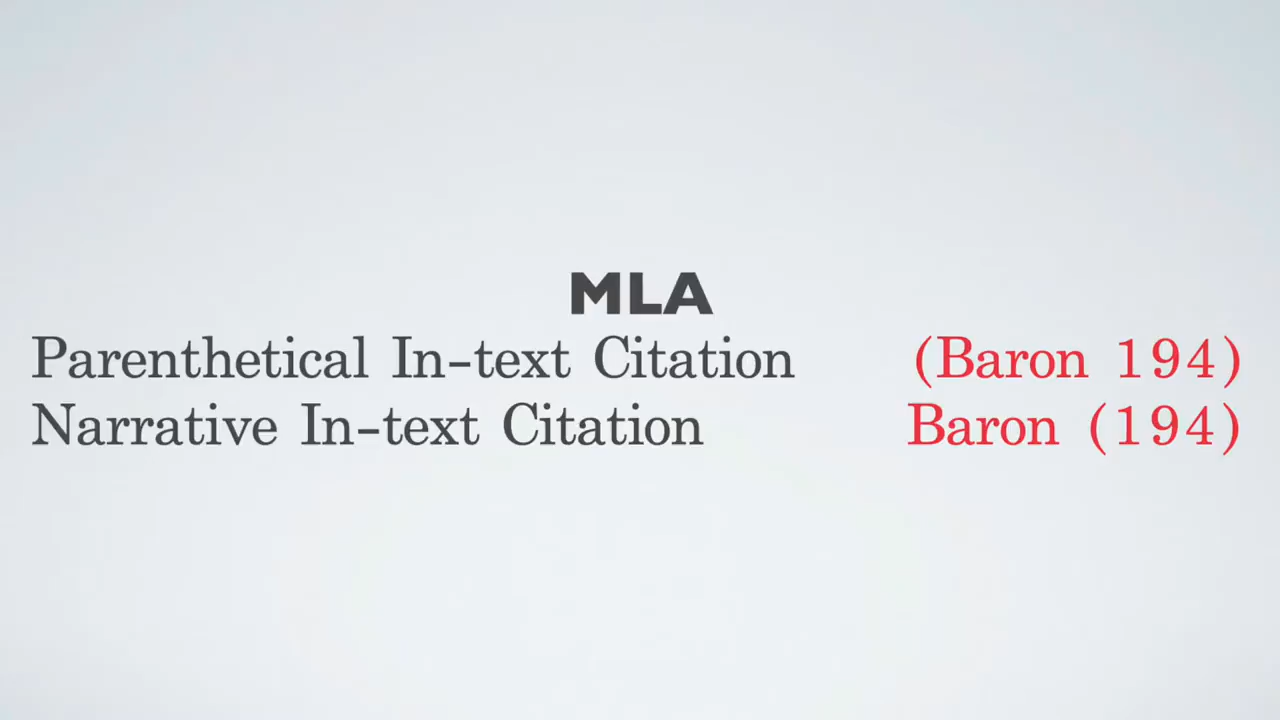 MLA
Parenthetical In-text Citation (Baron 194)
Narrative In-text Citation Baron (194)